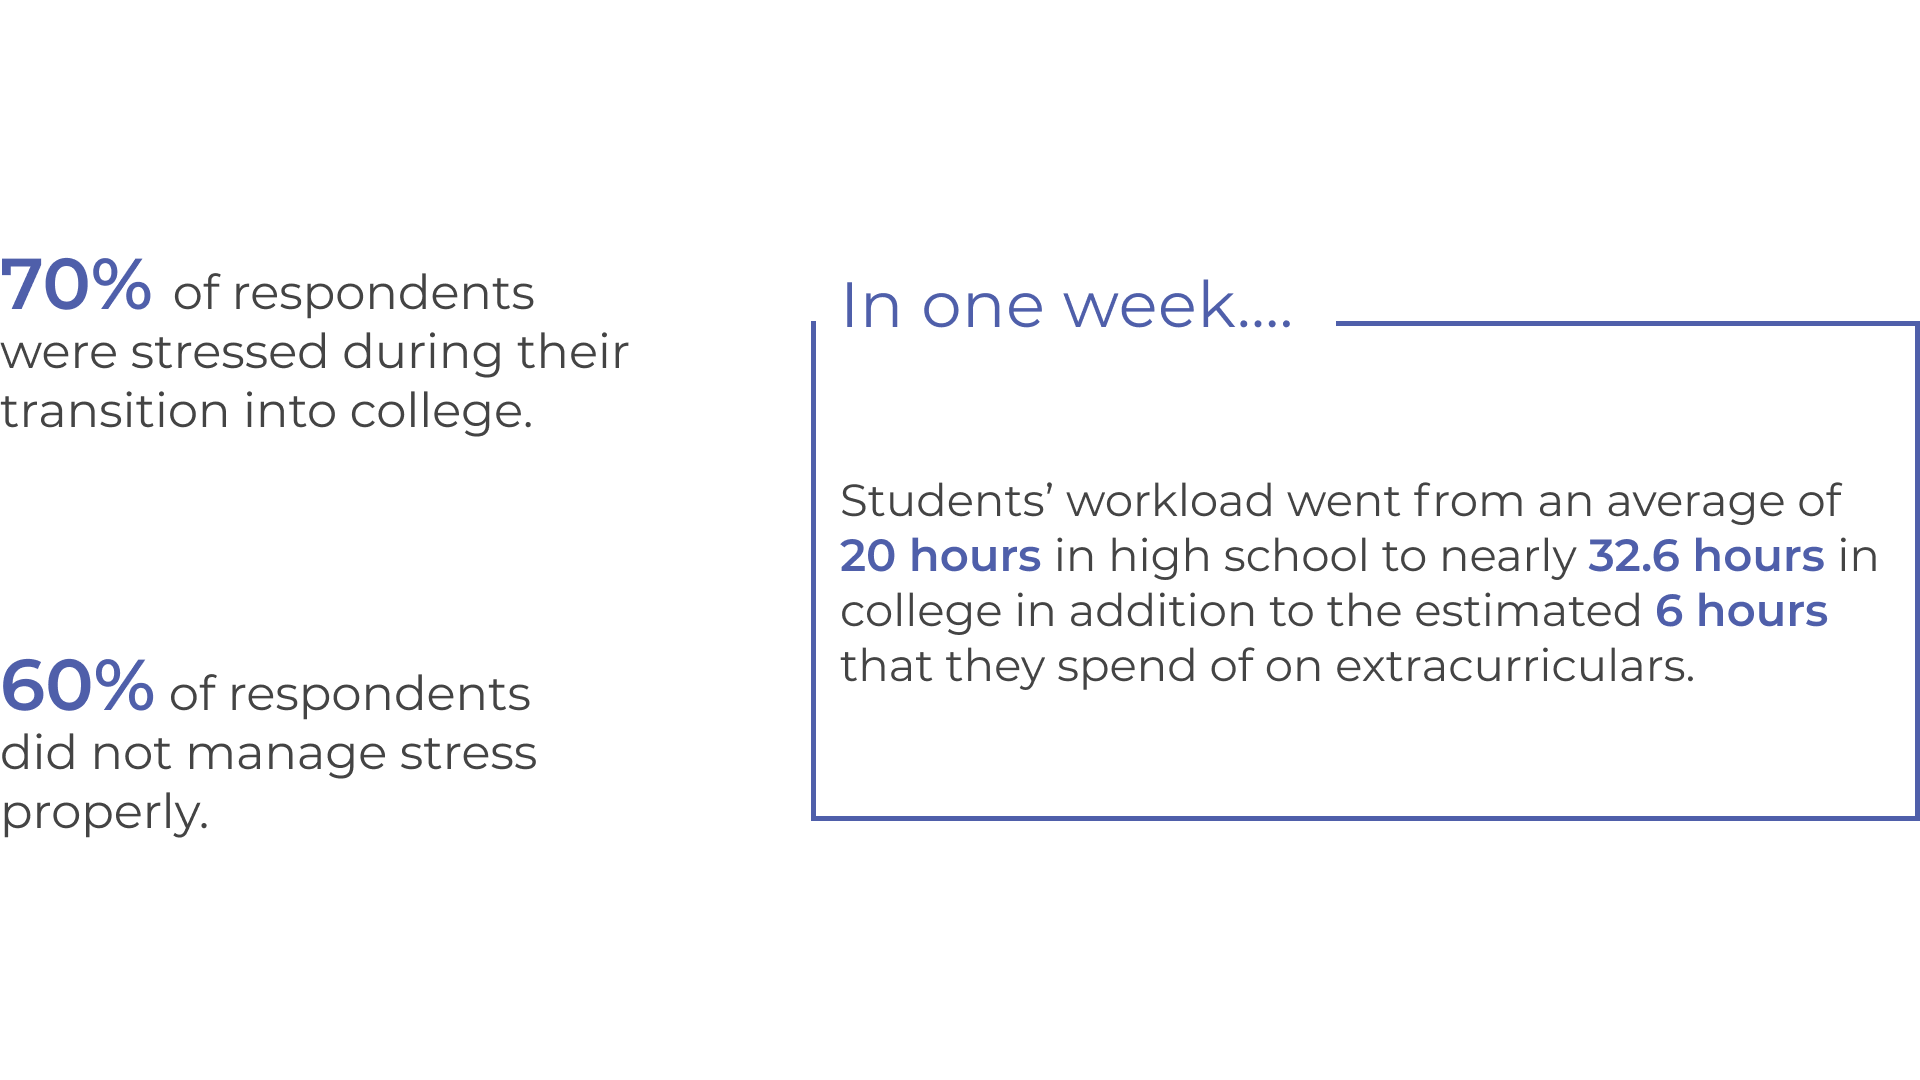 70% of respondents
were stressed during their
transition into college.
60% of respondents
did not manage stress
properly.
In one week....
Students’ workload went from an average of
20 hours in high school to nearly 32.6 hours in
college in addition to the estimated 6 hours
that they spend of on extracurriculars.